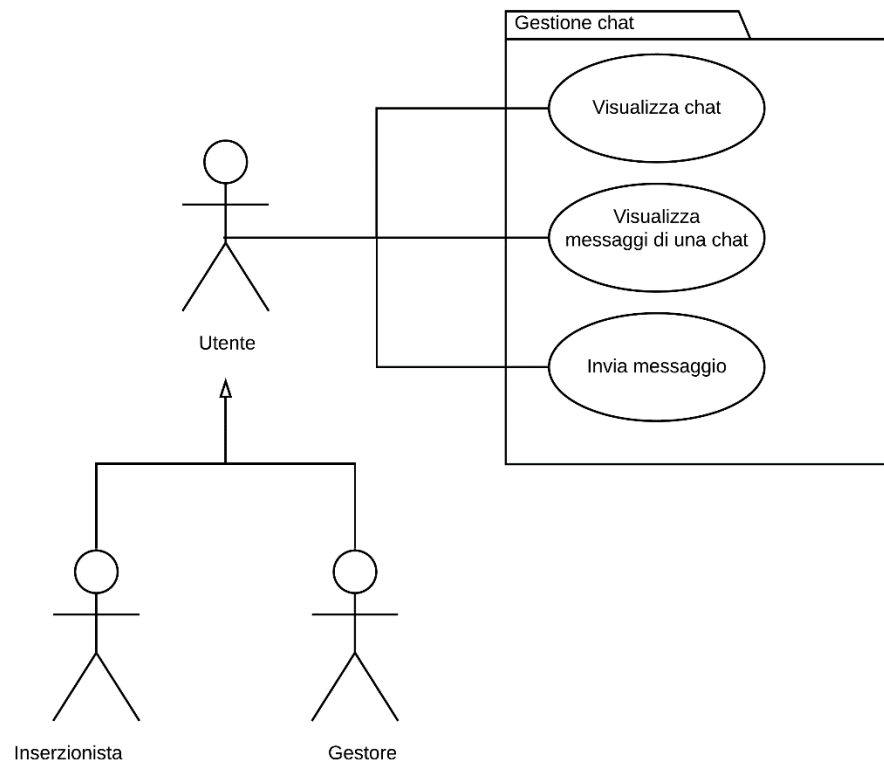 Gestione chat
Visualizza chat
Visualizza
messaggi di una chat
Utente
Invia messaggio
Inserzionista
Gestore